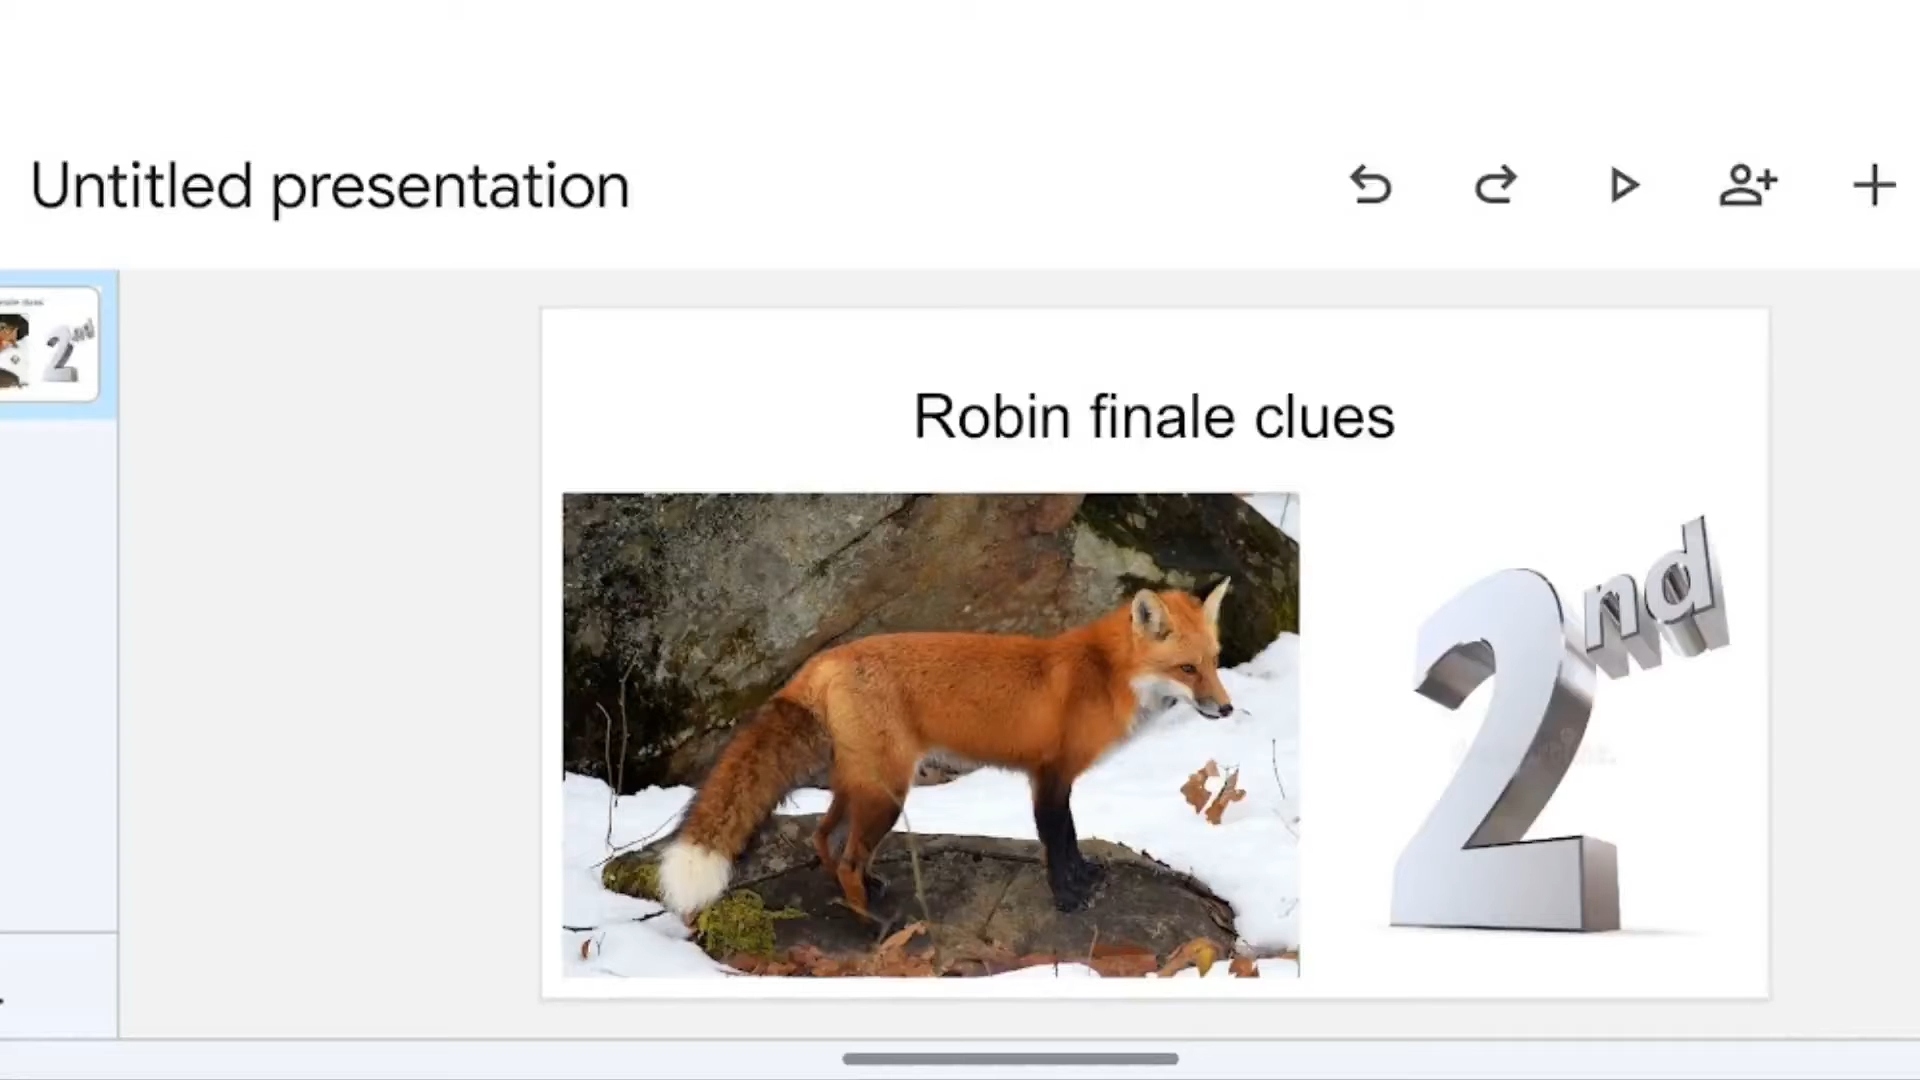 Untitled presentation
Robin finale clues
2nd